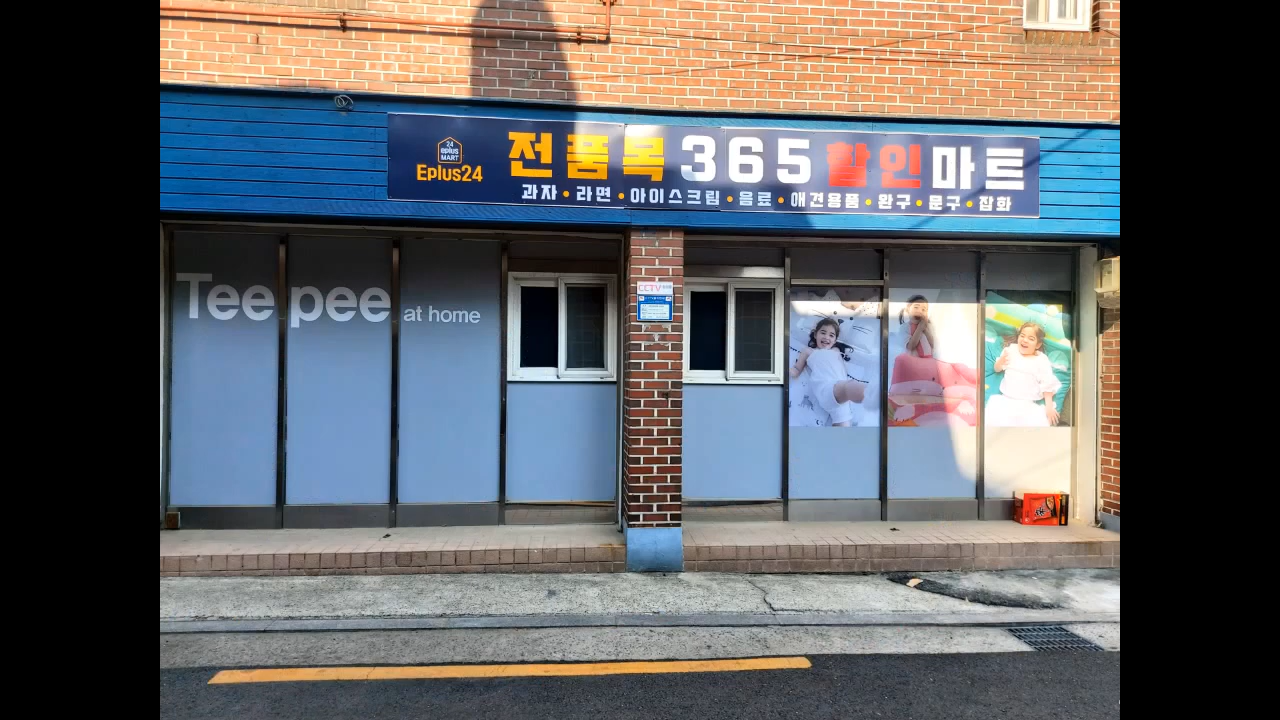 24
eplus
MART
Eplus24
전품목 365 할인마트
과자•라면•아이스크림•음료•애견용품•완구•문구•잡화
Tee pee at home
CCTV